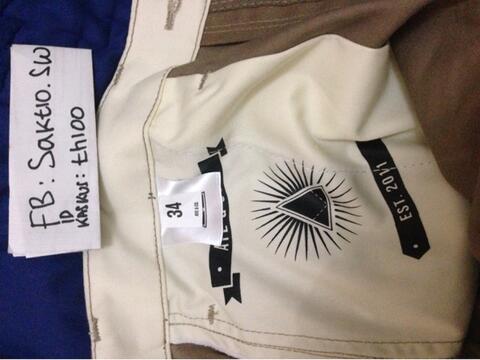 FB: Saktio.SW
ID
KASKUS: th100
34
EST. 2011